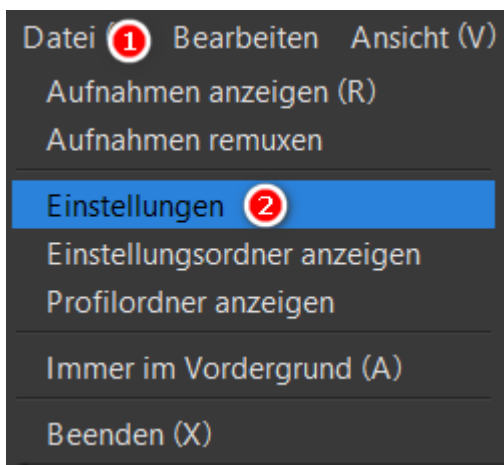 Datei ( 1 Bearbeiten Ansicht (V)
Aufnahmen anzeigen (R)
Aufnahmen remuxen
Einstellungen 2
Einstellungsordner anzeigen
Profilordner anzeigen
Immer im Vordergrund (A)
Beenden (X)